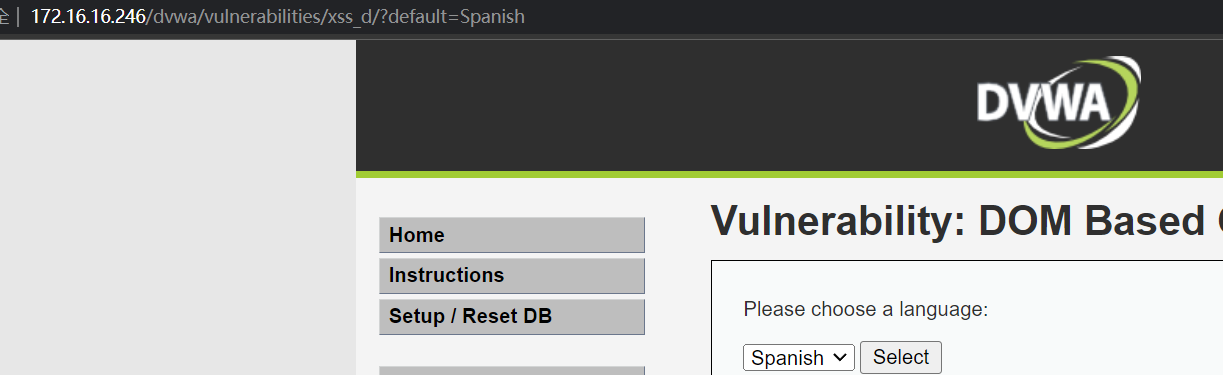 全 | 172.16.16.246/dvwa/vulnerabilities/xss_d/?default=Spanish
DVWA
Home
Instructions
Setup / Reset DB
Vulnerability: DOM Based
Please choose a language:
Spanish Select